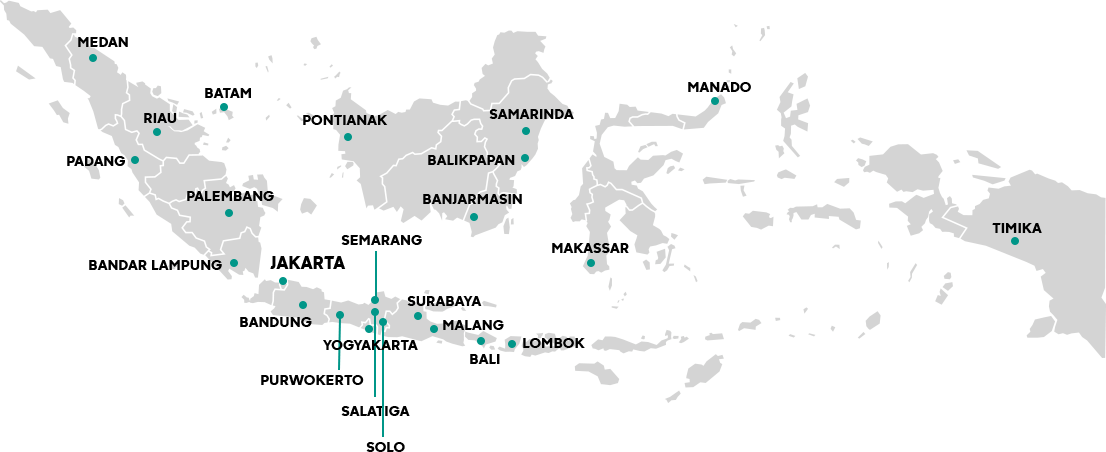 MEDAN
MANADO
BATAM
SAMARINDA
RIAU
PONTIANAK
PADANG
BALIKPAPAN
PALEMBANG
BANJARMASIN
TIMIKA
SEMARANG
MAKASSAR
BANDAR LAMPUNG
JAKARTA
SURABAYA
BANDUNG
MALANG
YOGYAKARTA
LOMBOK
BALI
PURWOKERTO
SALATIGA
SOLO